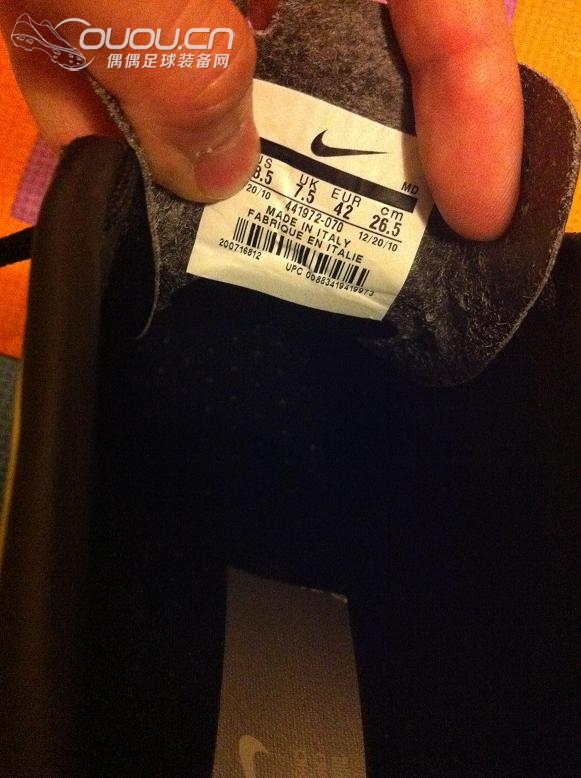 ouou.cn
偶偶足球装备网
MD
US UK EUR cm
8.5 7.5 42 26.5
20/10 12/20/10
441972-070
MADE IN ITALY
FABRIQUE EN ITALIE
200716812
UPC 00883419419973